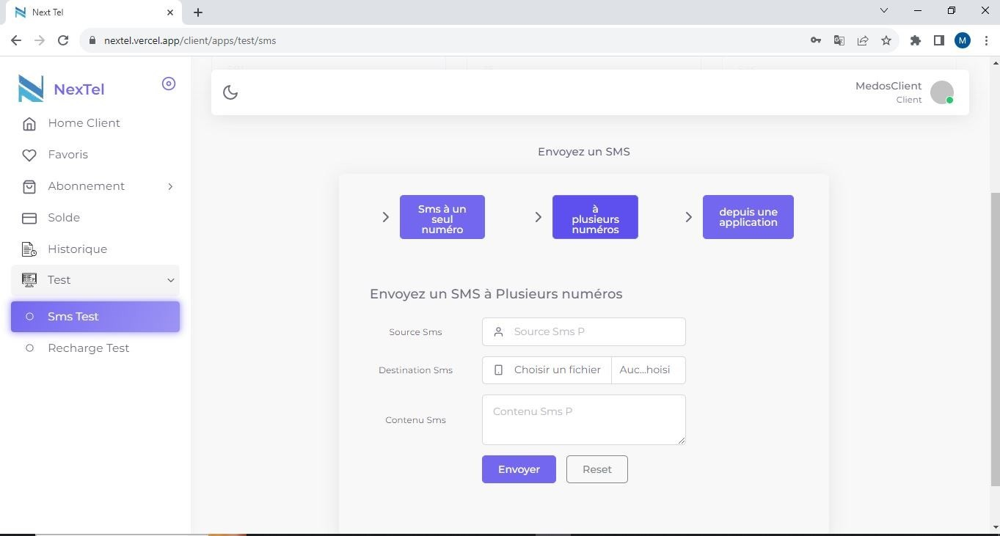 Next Tel
nextel.vercel.app/client/apps/test/sms
M
NexTel
MedosClient
Client
Home Client
Favoris
Abonnement
Solde
Historique
Test
Sms Test
Recharge Test
Envoyez un SMS
Sms à un
seul
numéro
à
plusieurs
numéros
depuis une
application
Envoyez un SMS à Plusieurs numéros
Source Sms
Source Sms P
Destination Sms
Choisir un fichier
Auc...hoisi
Contenu Sms
Contenu Sms P
Envoyer
Reset